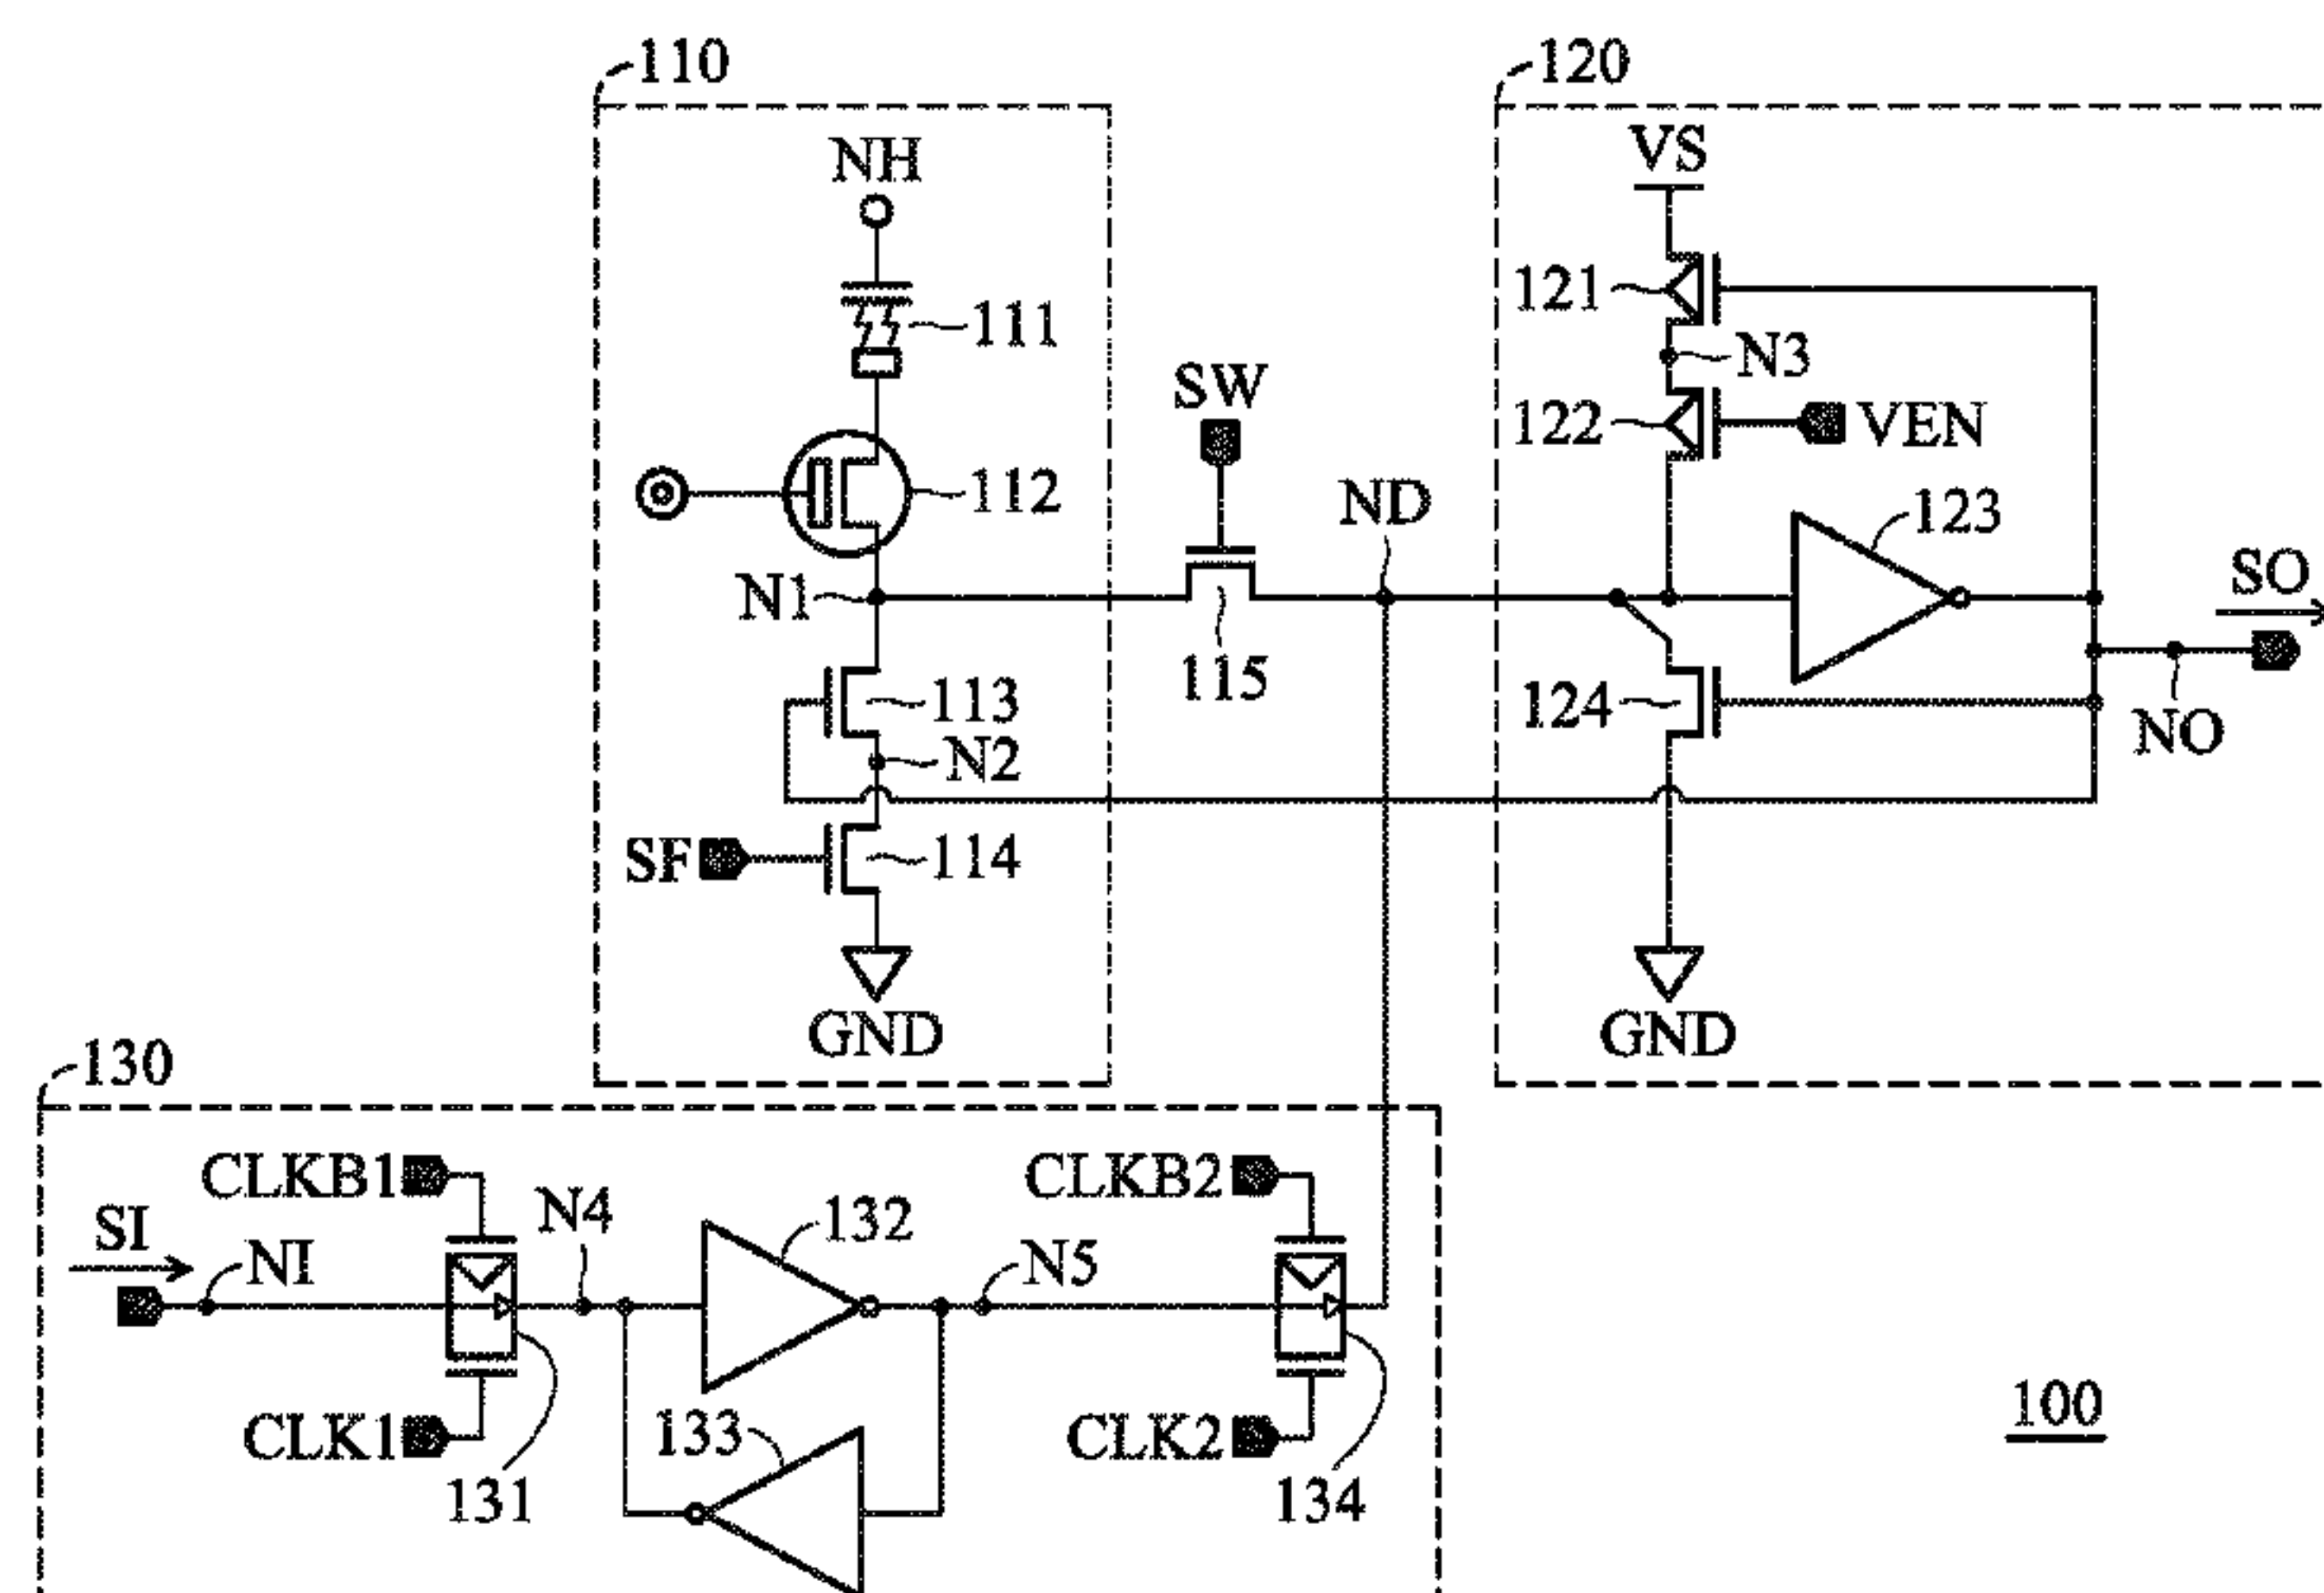 110
120
NH
VS
111
121
N3
SW
122
VEN
112
ND
123
SO
N1
115
113
124
NO
N2
SF
114
GND
GND
130
CLKB1
CLKB2
SI
NI
N4
132
N5
CLK1
133
CLK2
131
134
100